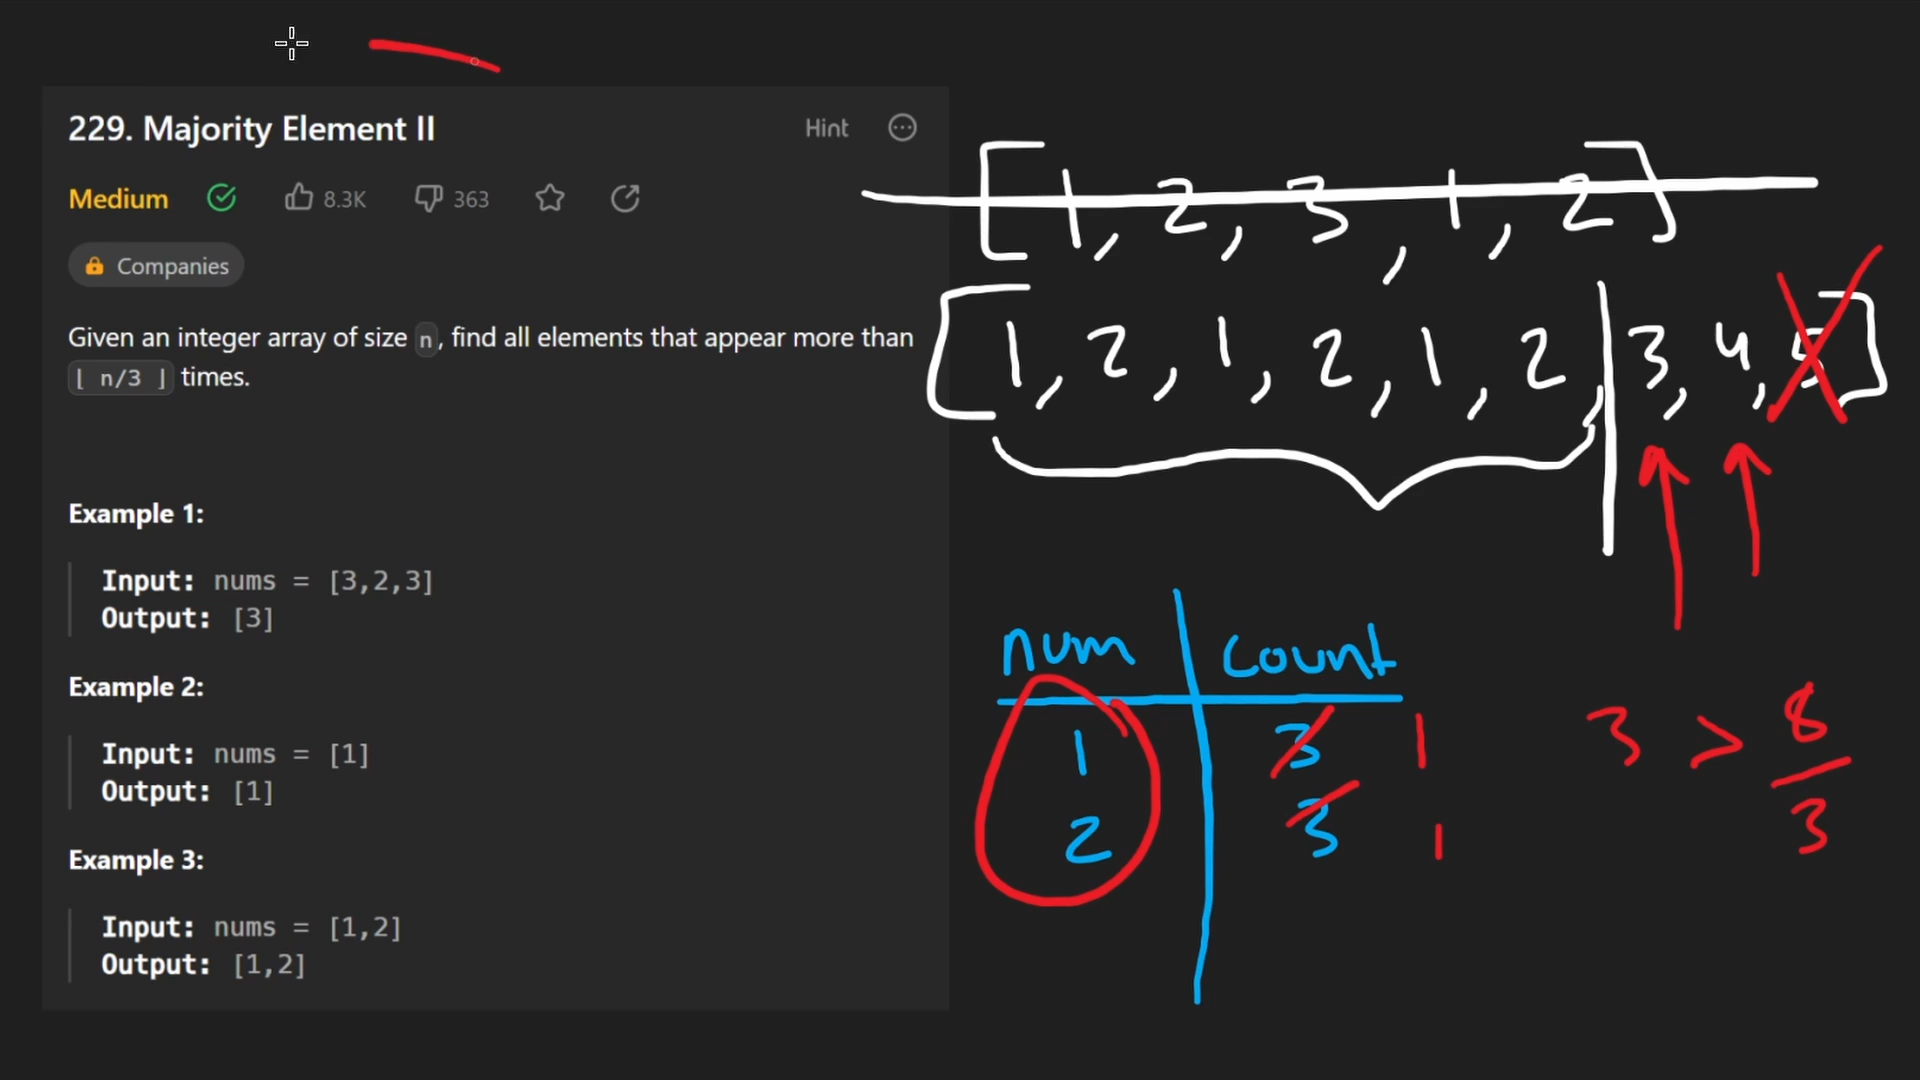 229. Majority Element II
Hint
Medium
8.3K
363
Companies
Given an integer array of size n, find all elements that appear more than
⌊ n/3 ⌋ times.
Example 1:
Input: nums = [3,2,3]
Output: [3]
Example 2:
Input: nums = [1]
Output: [1]
Example 3:
Input: nums = [1,2]
Output: [1,2]
[1, 2, 3, 1, 2]
[1, 2, 1, 2, 1, 2, 3, 4, 5]
num count
1 3 1
2 3 1
3 > 8
3